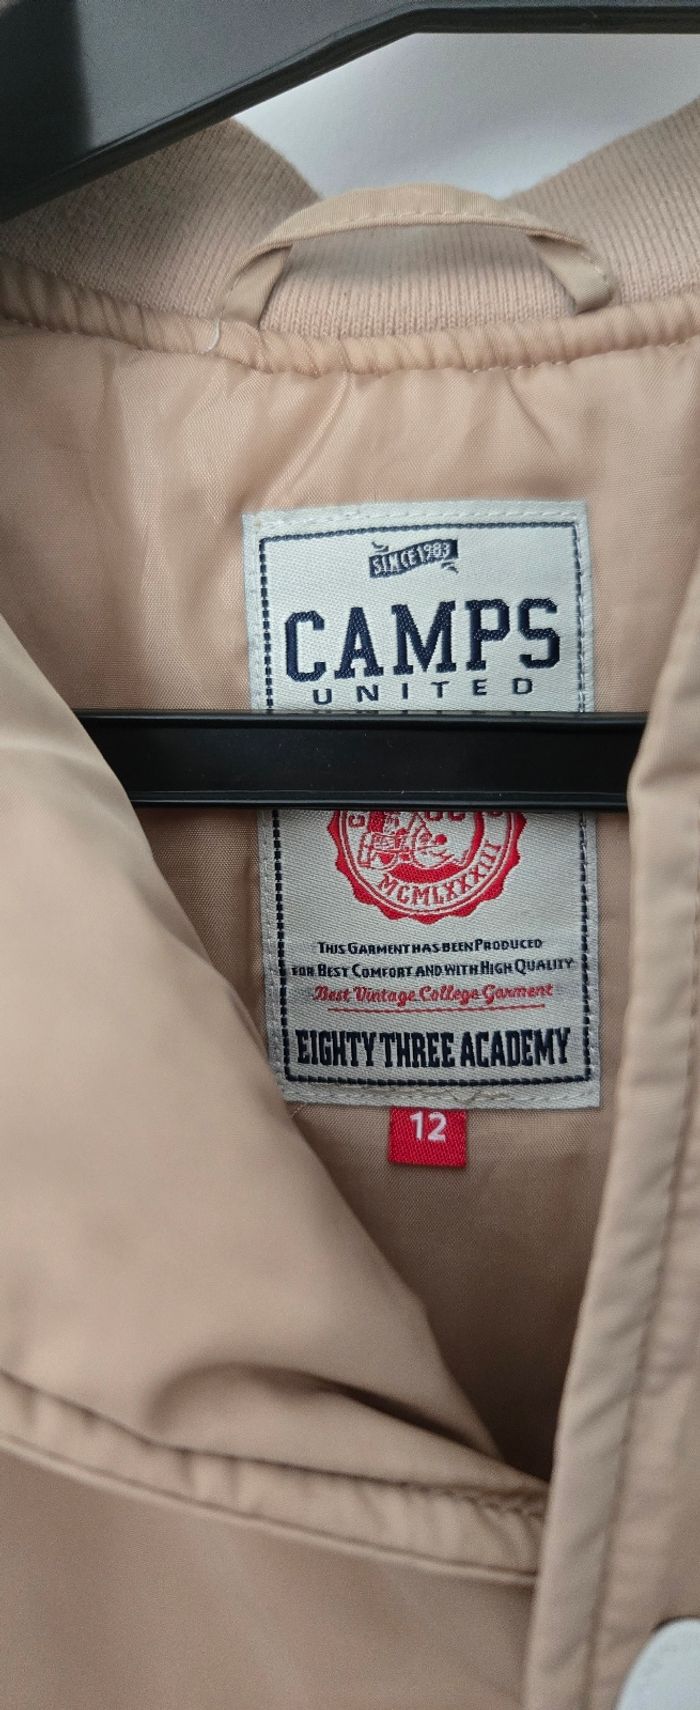 SINCE 1983
CAMPS
UNITED
MCMLXXXIII
THIS GARMENT HAS BEEN PRODUCED
FOR BEST COMFORT AND WITH HIGH QUALITY
Best Vintage College Garment
EIGHTY THREE ACADEMY
12